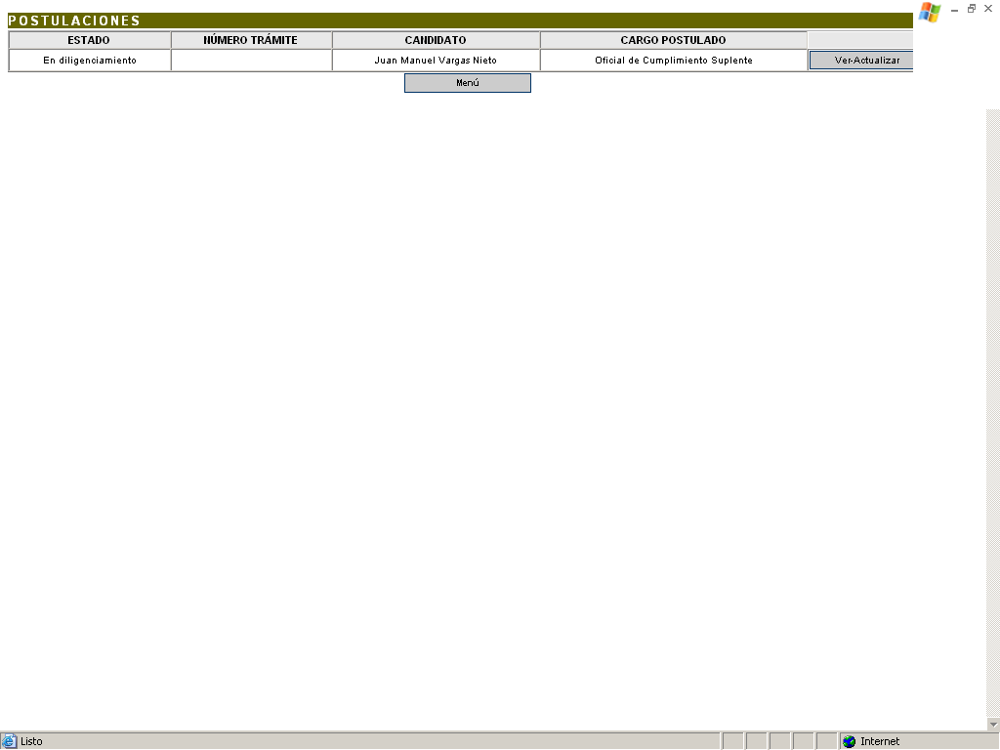 POSTULACIONES
ESTADO NÚMERO TRÁMITE CANDIDATO CARGO POSTULADO
En diligenciamiento Juan Manuel Vargas Nieto Oficial de Cumplimiento Suplente Ver-Actualizar
Menú
Listo Internet